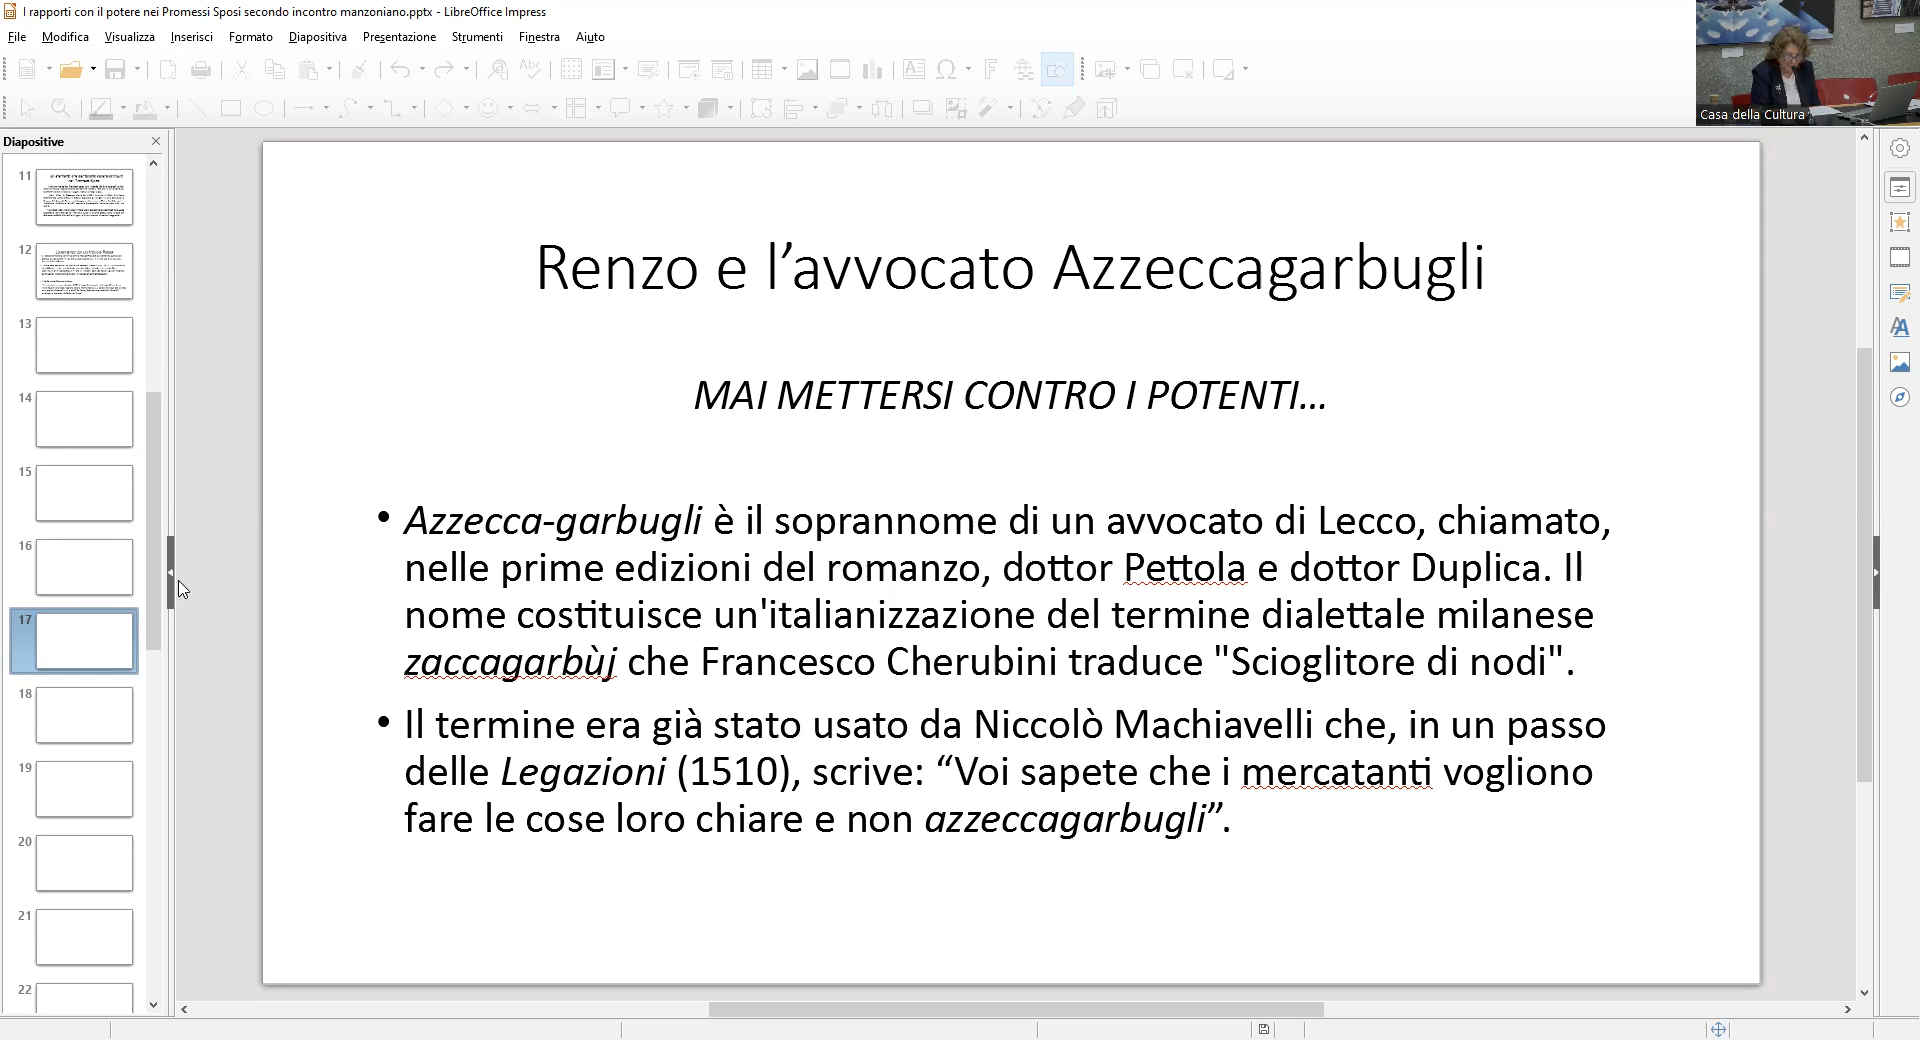 I rapporti con il potere nei Promessi Sposi secondo incontro manzoniano.pptx - LibreOffice Impress
File Modifica Visualizza Inserisci Formato Diapositiva Presentazione Strumenti Finestra Aiuto
Casa della Cultura
Diapositive
11
12
13
14
15
16
17
18
19
20
21
22
Renzo e l’avvocato Azzeccagarbugli
MAI METTERSI CONTRO I POTENTI…
• Azzecca-garbugli è il soprannome di un avvocato di Lecco, chiamato,
nelle prime edizioni del romanzo, dottor Pettola e dottor Duplica. Il
nome costituisce un'italianizzazione del termine dialettale milanese
zaccagarbùj che Francesco Cherubini traduce "Scioglitore di nodi".
• Il termine era già stato usato da Niccolò Machiavelli che, in un passo
delle Legazioni (1510), scrive: “Voi sapete che i mercatanti vogliono
fare le cose loro chiare e non azzeccagarbugli”.